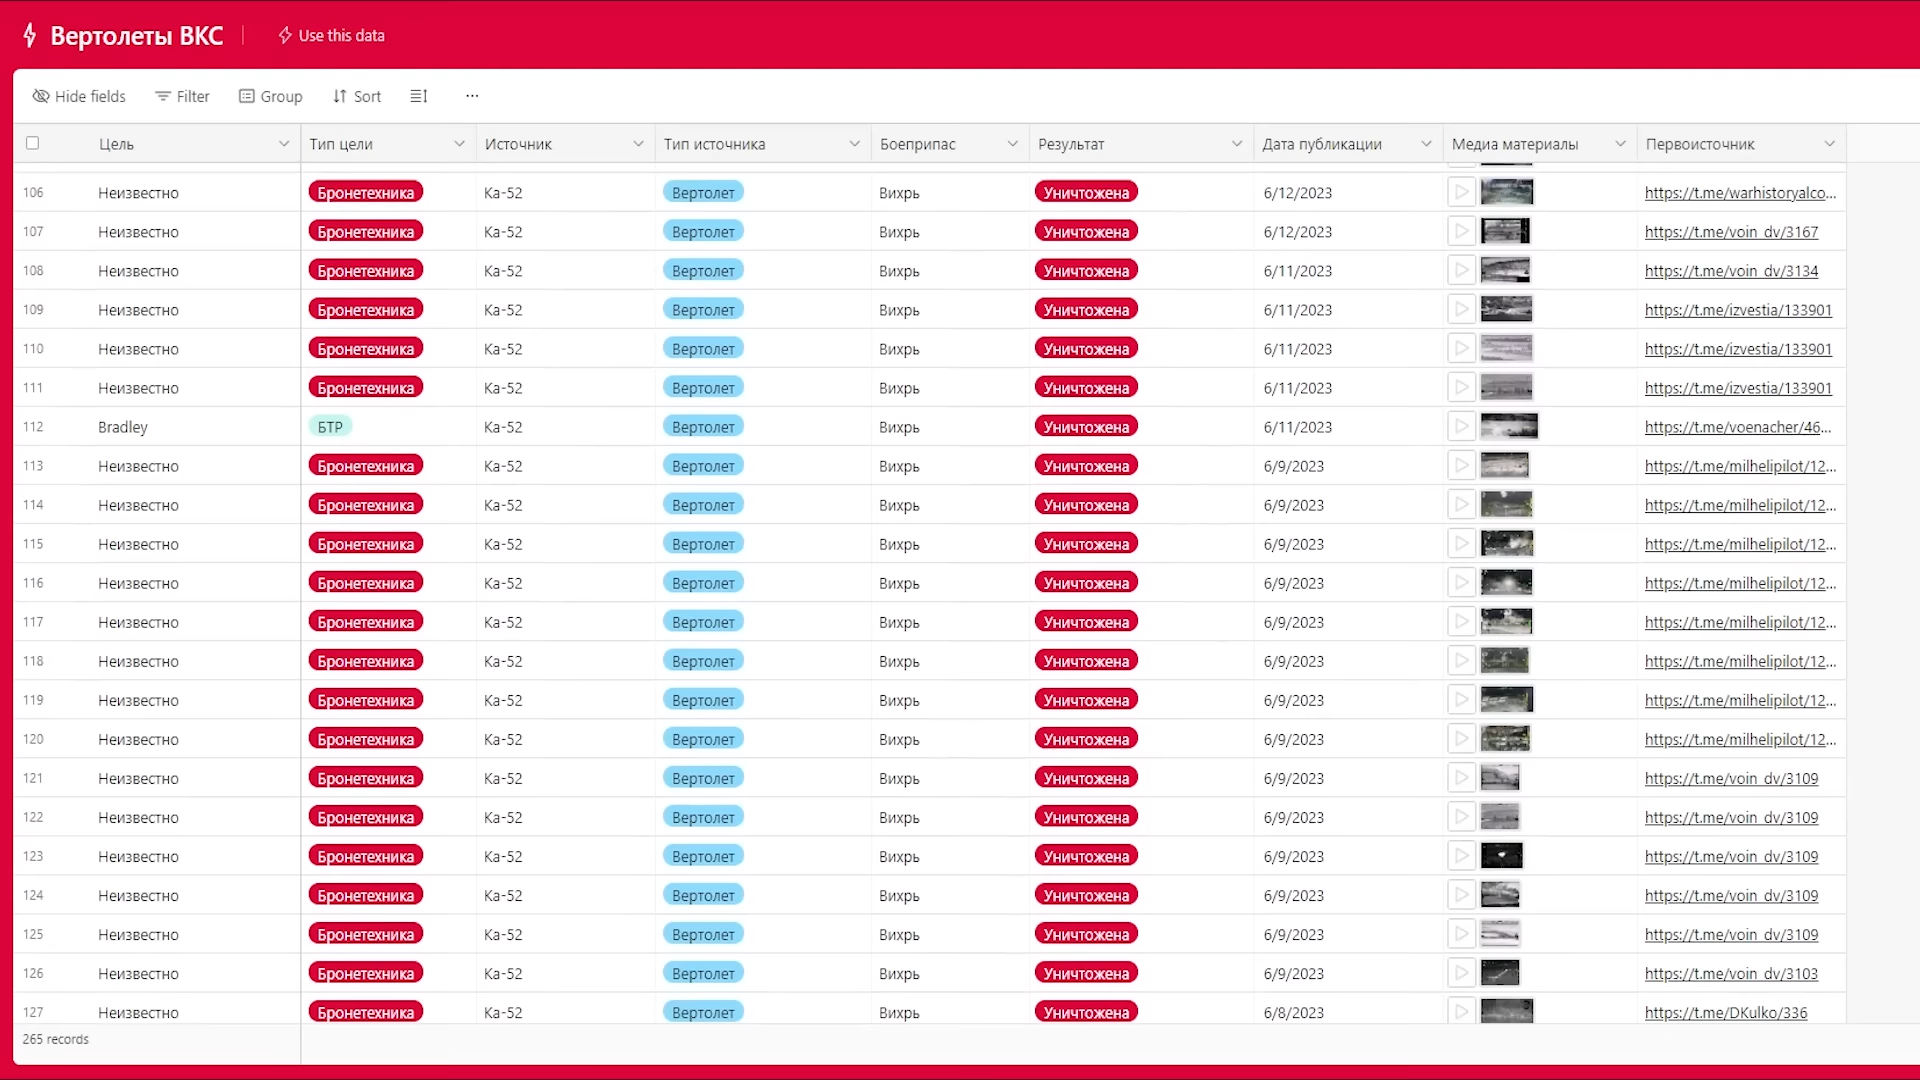 Вертолеты ВКС Use this data
Hide fields Filter Group Sort ...
Цель Тип цели Источник Тип источника Боеприпас Результат Дата публикации Медиа материалы Первоисточник
106 Неизвестно Бронетехника Ка-52 Вертолет Вихрь Уничтожена 6/12/2023 https://t.me/warhistoryalco...
107 Неизвестно Бронетехника Ка-52 Вертолет Вихрь Уничтожена 6/12/2023 https://t.me/voin_dv/3167
108 Неизвестно Бронетехника Ка-52 Вертолет Вихрь Уничтожена 6/11/2023 https://t.me/voin_dv/3134
109 Неизвестно Бронетехника Ка-52 Вертолет Вихрь Уничтожена 6/11/2023 https://t.me/izvestia/133901
110 Неизвестно Бронетехника Ка-52 Вертолет Вихрь Уничтожена 6/11/2023 https://t.me/izvestia/133901
111 Неизвестно Бронетехника Ка-52 Вертолет Вихрь Уничтожена 6/11/2023 https://t.me/izvestia/133901
112 Bradley БТР Ка-52 Вертолет Вихрь Уничтожена 6/11/2023 https://t.me/voenacher/46...
113 Неизвестно Бронетехника Ка-52 Вертолет Вихрь Уничтожена 6/9/2023 https://t.me/milhelipilot/12...
114 Неизвестно Бронетехника Ка-52 Вертолет Вихрь Уничтожена 6/9/2023 https://t.me/milhelipilot/12...
115 Неизвестно Бронетехника Ка-52 Вертолет Вихрь Уничтожена 6/9/2023 https://t.me/milhelipilot/12...
116 Неизвестно Бронетехника Ка-52 Вертолет Вихрь Уничтожена 6/9/2023 https://t.me/milhelipilot/12...
117 Неизвестно Бронетехника Ка-52 Вертолет Вихрь Уничтожена 6/9/2023 https://t.me/milhelipilot/12...
118 Неизвестно Бронетехника Ка-52 Вертолет Вихрь Уничтожена 6/9/2023 https://t.me/milhelipilot/12...
119 Неизвестно Бронетехника Ка-52 Вертолет Вихрь Уничтожена 6/9/2023 https://t.me/milhelipilot/12...
120 Неизвестно Бронетехника Ка-52 Вертолет Вихрь Уничтожена 6/9/2023 https://t.me/milhelipilot/12...
121 Неизвестно Бронетехника Ка-52 Вертолет Вихрь Уничтожена 6/9/2023 https://t.me/voin_dv/3109
122 Неизвестно Бронетехника Ка-52 Вертолет Вихрь Уничтожена 6/9/2023 https://t.me/voin_dv/3109
123 Неизвестно Бронетехника Ка-52 Вертолет Вихрь Уничтожена 6/9/2023 https://t.me/voin_dv/3109
124 Неизвестно Бронетехника Ка-52 Вертолет Вихрь Уничтожена 6/9/2023 https://t.me/voin_dv/3109
125 Неизвестно Бронетехника Ка-52 Вертолет Вихрь Уничтожена 6/9/2023 https://t.me/voin_dv/3109
126 Неизвестно Бронетехника Ка-52 Вертолет Вихрь Уничтожена 6/9/2023 https://t.me/voin_dv/3103
127 Неизвестно Бронетехника Ка-52 Вертолет Вихрь Уничтожена 6/8/2023 https://t.me/DKulko/336
265 records